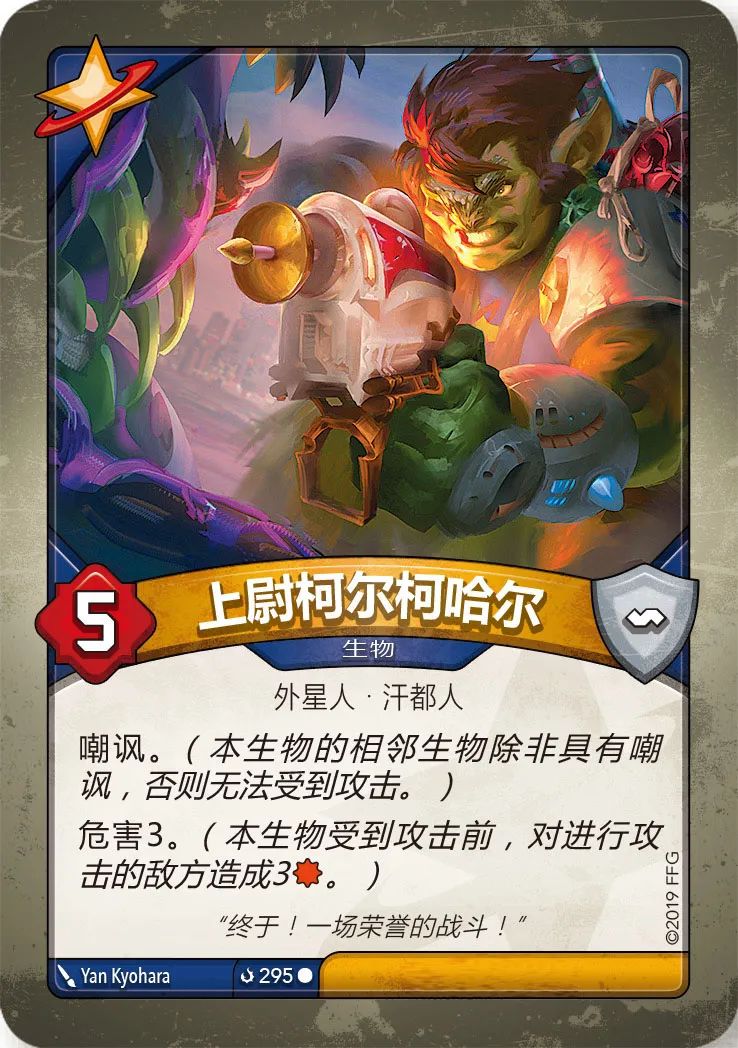 5
上尉柯尔柯哈尔
生物
外星人 · 汗都人
嘲讽。（本生物的相邻生物除非具有嘲
讽，否则无法受到攻击。）
危害3。（本生物受到攻击前，对进行攻
击的敌方造成3。）
“终于！一场荣誉的战斗！”
©2019 FFG
Yan Kyohara
295